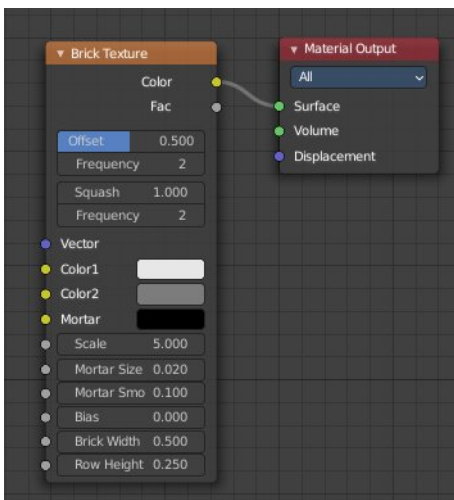 Brick Texture
Color
Fac
Offset 0.500
Frequency 2
Squash 1.000
Frequency 2
Vector
Color1
Color2
Mortar
Scale 5.000
Mortar Size 0.020
Mortar Smo 0.100
Bias 0.000
Brick Width 0.500
Row Height 0.250
Material Output
All
Surface
Volume
Displacement